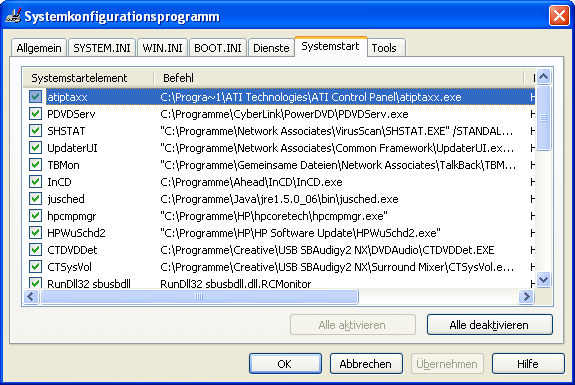 Systemkonfigurationsprogramm
Allgemein SYSTEM.INI WIN.INI BOOT.INI Dienste Systemstart Tools
Systemstartelement Befehl
atiptaxx C:\Progra~1\ATI Technologies\ATI Control Panel\atiptaxx.exe
PDVDServ C:\Programme\CyberLink\PowerDVD\PDVDServ.exe
SHSTAT "C:\Programme\Network Associates\VirusScan\SHSTAT.EXE" /STANDAL...
UpdaterUI "C:\Programme\Network Associates\Common Framework\UpdaterUI.ex...
TBMon "C:\Programme\Gemeinsame Dateien\Network Associates\TalkBack\TBM...
InCD C:\Programme\Ahead\InCD\InCD.exe
jusched C:\Programme\Java\jre1.5.0_06\bin\jusched.exe
hpcmpmgr "C:\Programme\HP\hpcoretech\hpcmpmgr.exe"
HPWuSchd2 "C:\Programme\HP\HP Software Update\HPWuSchd2.exe"
CTDVDDet C:\Programme\Creative\USB SBAudigy2 NX\DVDAudio\CTDVDDet.EXE
CTSysVol C:\Programme\Creative\USB SBAudigy2 NX\Surround Mixer\CTSysVol.e...
RunDll32 sbusbdll RunDll32 sbusbdll.dll,RCMonitor
Alle aktivieren Alle deaktivieren
OK Abbrechen Übernehmen Hilfe